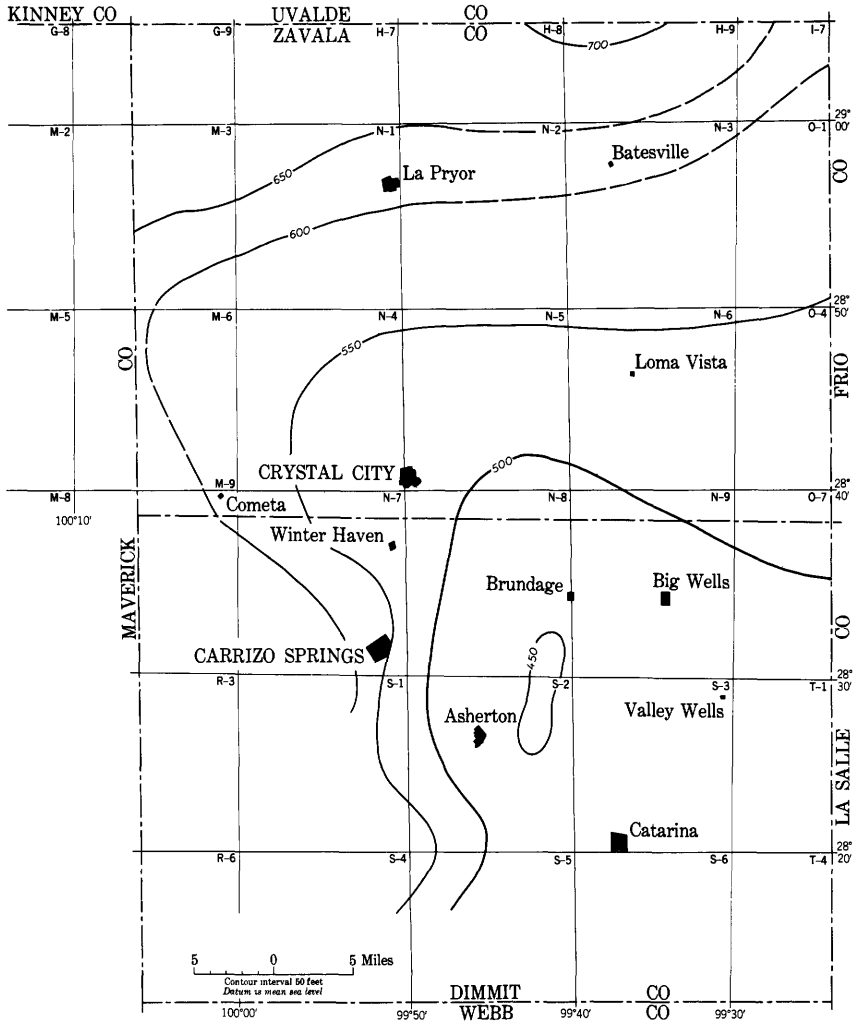 KINNEY CO
UVALDE CO
ZAVALA CO
G-8
G-9
H-7
H-8
H-9
I-7
700
29°
00'
M-2
M-3
N-1
N-2
N-3
O-1
Batesville
CO
La Pryor
650
600
28°
50'
M-5
M-6
N-4
N-5
N-6
O-4
550
CO
Loma Vista
FRIO
CRYSTAL CITY
500
28°
40'
M-8
M-9
N-7
N-8
N-9
O-7
Cometa
100°10'
Winter Haven
MAVERICK
Brundage
Big Wells
CO
CARRIZO SPRINGS
450
28°
30'
R-3
S-1
S-2
S-3
T-1
Asherton
Valley Wells
LA SALLE
Catarina
28°
20'
R-6
S-4
S-5
S-6
T-4
5 0 5 Miles
Contour interval 50 feet
Datum is mean sea level
DIMMIT CO
WEBB CO
100°00'
99°50'
99°40'
99°30'